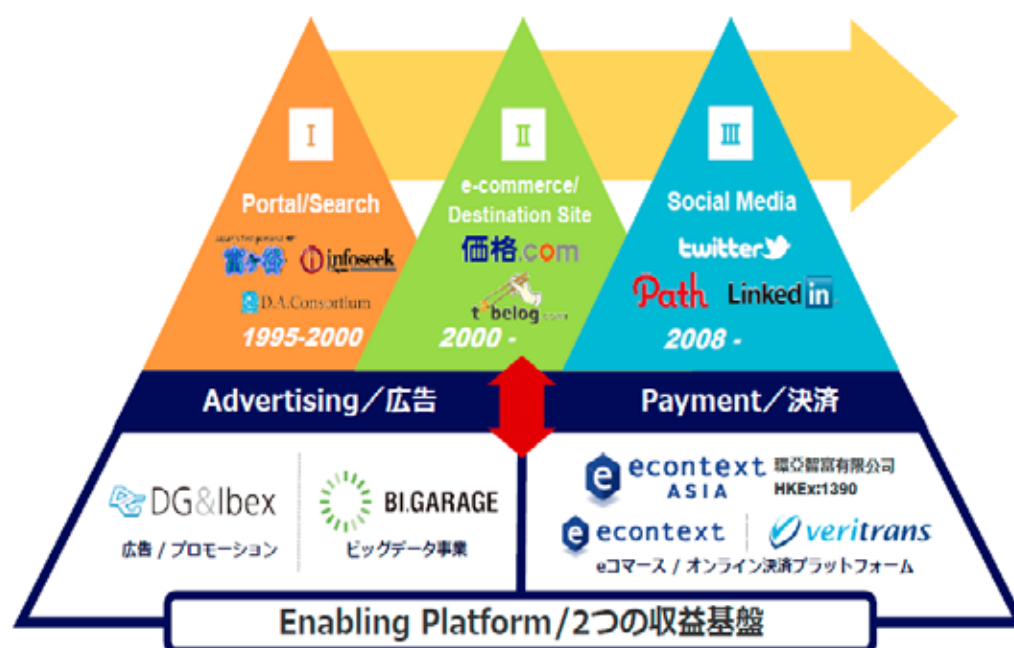 I
II
III
Portal/Search
富ヶ谷
infoseek
D.A.Consortium
1995-2000
e-commerce/
Destination Site
価格.com
tabelog.com
2000 -
Social Media
twitter
Path
Linked in
2008 -
Advertising／広告
Payment／決済
DG&Ibex
広告 / プロモーション
BI.GARAGE
ビッグデータ事業
econtext
ASIA
環亞智富有限公司
HKEx:1390
econtext
veritrans
eコマース / オンライン決済プラットフォーム
Enabling Platform/2つの収益基盤